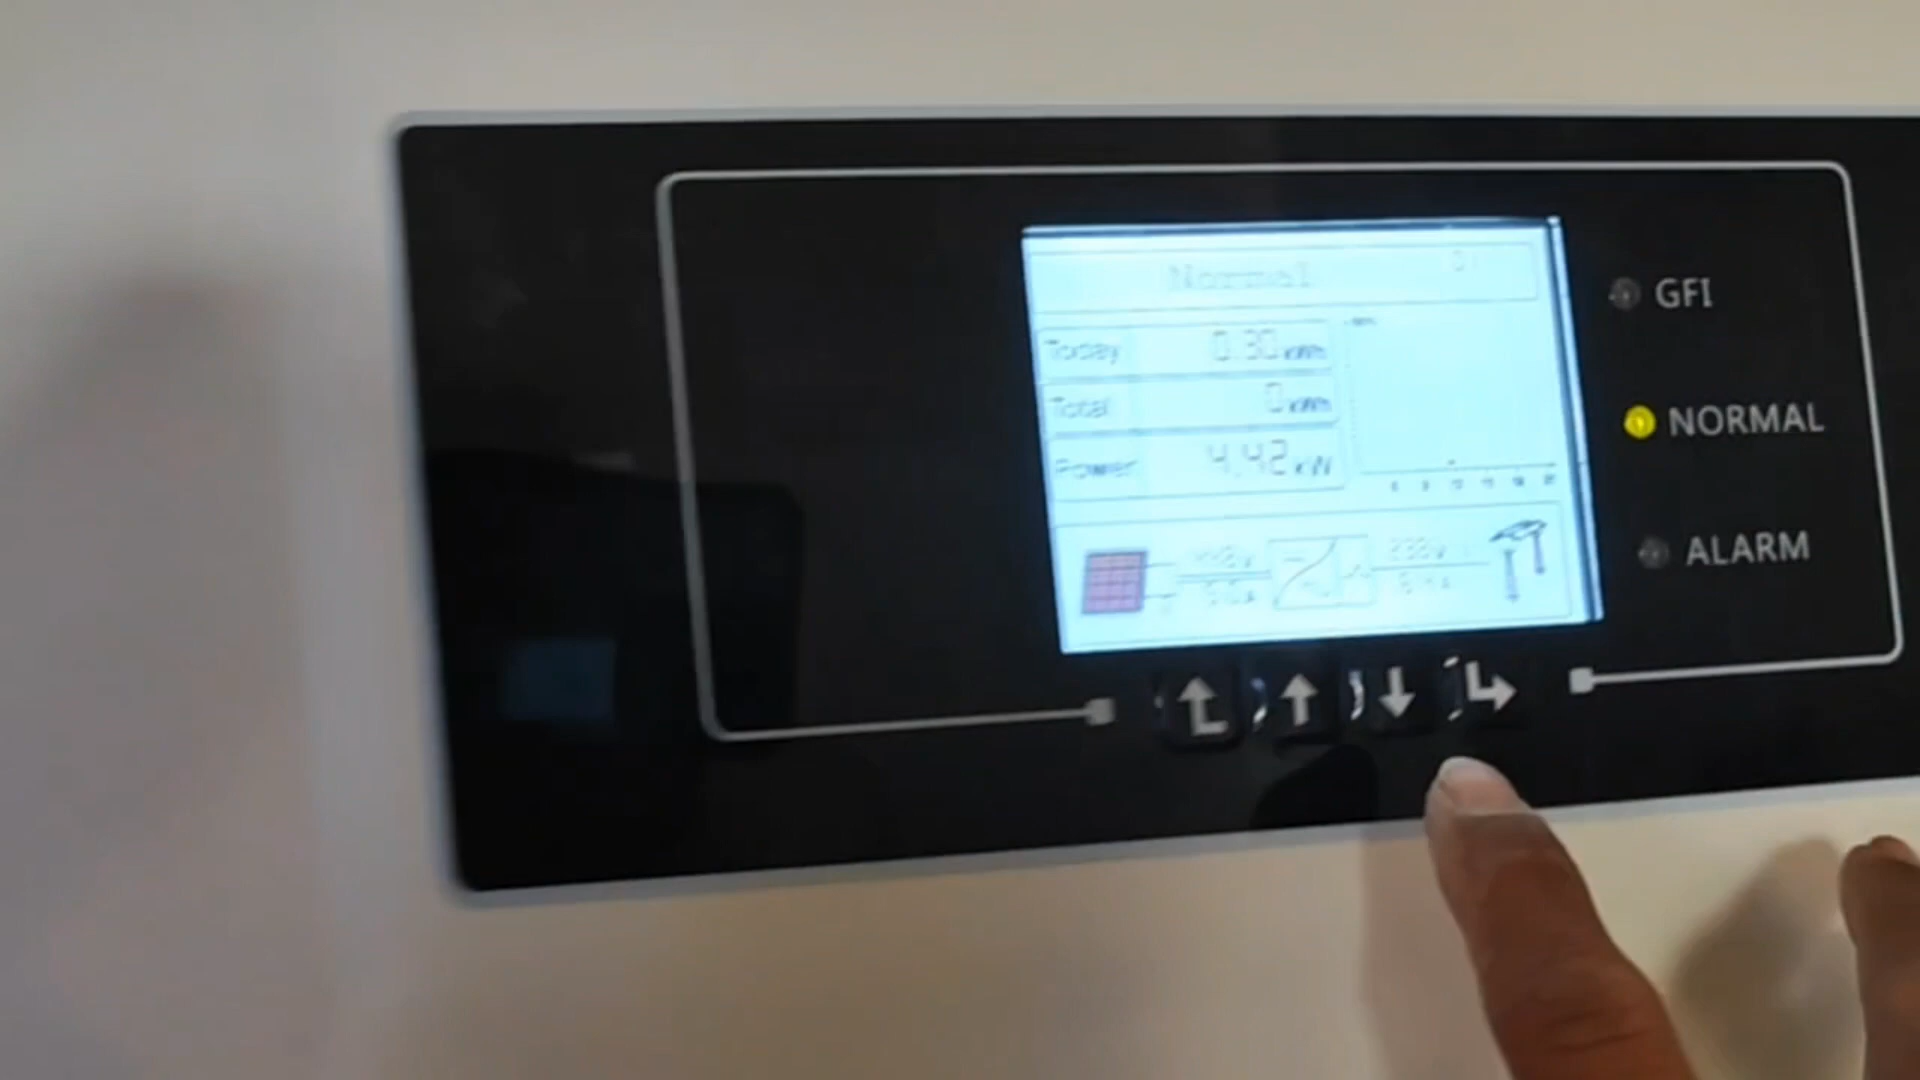 Normal
Today 0.30 kWh
Total 0 kWh
Power 4.42 kW
GFI
NORMAL
ALARM